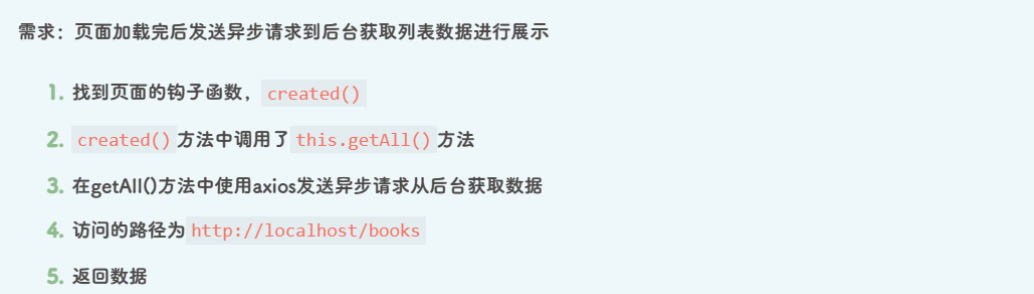 需求：页面加载完后发送异步请求到后台获取列表数据进行展示
1. 找到页面的钩子函数，created()
2. created()方法中调用了this.getAll()方法
3. 在getAll()方法中使用axios发送异步请求从后台获取数据
4. 访问的路径为http://localhost/books
5. 返回数据